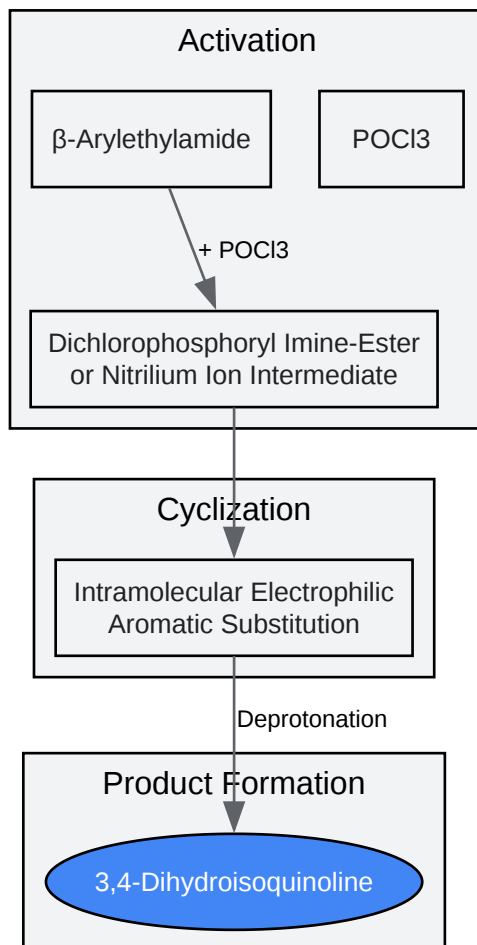 Activation
β-Arylethylamide
POCl3
+ POCl3
Dichlorophosphoryl Imine-Ester
or Nitrilium Ion Intermediate
Cyclization
Intramolecular Electrophilic
Aromatic Substitution
Deprotonation
Product Formation
3,4-Dihydroisoquinoline